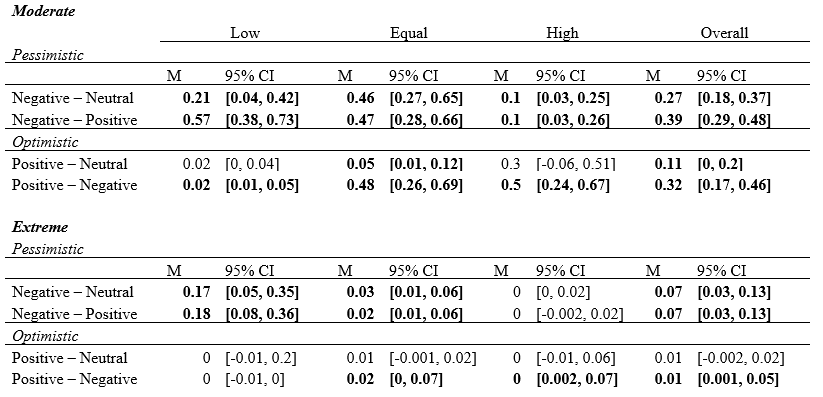 Moderate
Low Equal High Overall
Pessimistic
M 95% CI M 95% CI M 95% CI M 95% CI
Negative – Neutral 0.21 [0.04, 0.42] 0.46 [0.27, 0.65] 0.1 [0.03, 0.25] 0.27 [0.18, 0.37]
Negative – Positive 0.57 [0.38, 0.73] 0.47 [0.28, 0.66] 0.1 [0.03, 0.26] 0.39 [0.29, 0.48]
Optimistic
Positive – Neutral 0.02 [0, 0.04] 0.05 [0.01, 0.12] 0.3 [-0.06, 0.51] 0.11 [0, 0.2]
Positive – Negative 0.02 [0.01, 0.05] 0.48 [0.26, 0.69] 0.5 [0.24, 0.67] 0.32 [0.17, 0.46]
Extreme
Pessimistic
M 95% CI M 95% CI M 95% CI M 95% CI
Negative – Neutral 0.17 [0.05, 0.35] 0.03 [0.01, 0.06] 0 [0, 0.02] 0.07 [0.03, 0.13]
Negative – Positive 0.18 [0.08, 0.36] 0.02 [0.01, 0.06] 0 [-0.002, 0.02] 0.07 [0.03, 0.13]
Optimistic
Positive – Neutral 0 [-0.01, 0.2] 0.01 [-0.001, 0.02] 0 [-0.01, 0.06] 0.01 [-0.002, 0.02]
Positive – Negative 0 [-0.01, 0] 0.02 [0, 0.07] 0 [0.002, 0.07] 0.01 [0.001, 0.05]